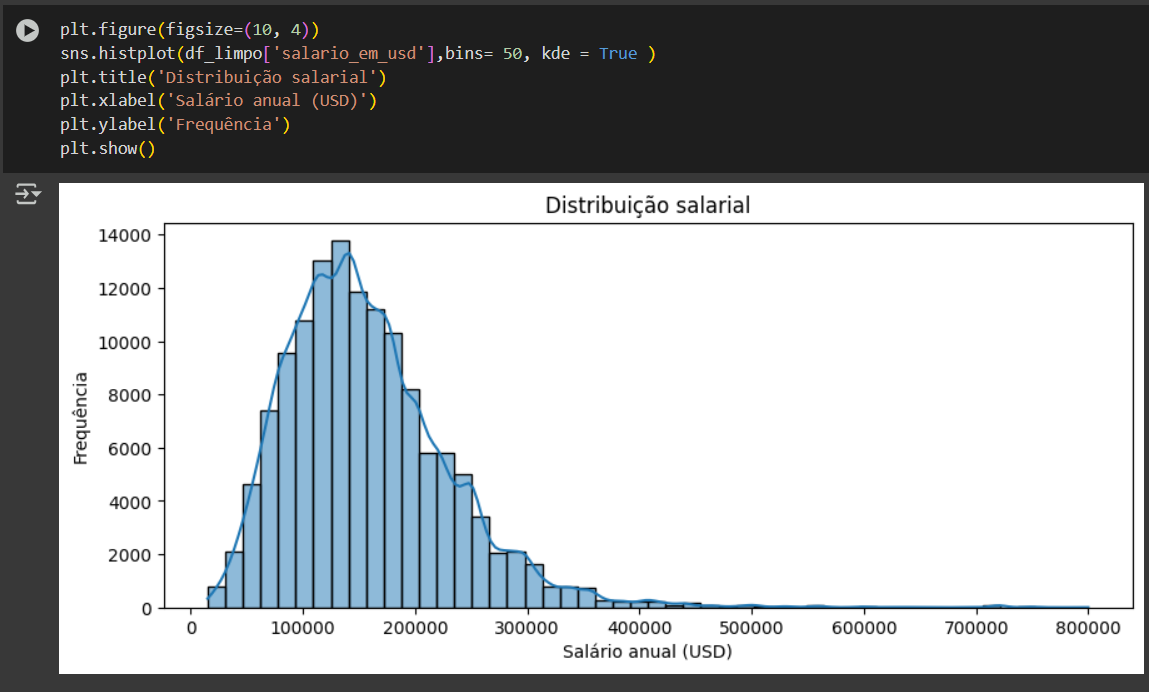 plt.figure(figsize=(10, 4))
sns.histplot(df_limpo['salario_em_usd'],bins= 50, kde = True )
plt.title('Distribuição salarial')
plt.xlabel('Salário anual (USD)')
plt.ylabel('Frequência')
plt.show()
Distribuição salarial
14000
12000
10000
8000
6000
4000
2000
0
Frequência
0 100000 200000 300000 400000 500000 600000 700000 800000
Salário anual (USD)